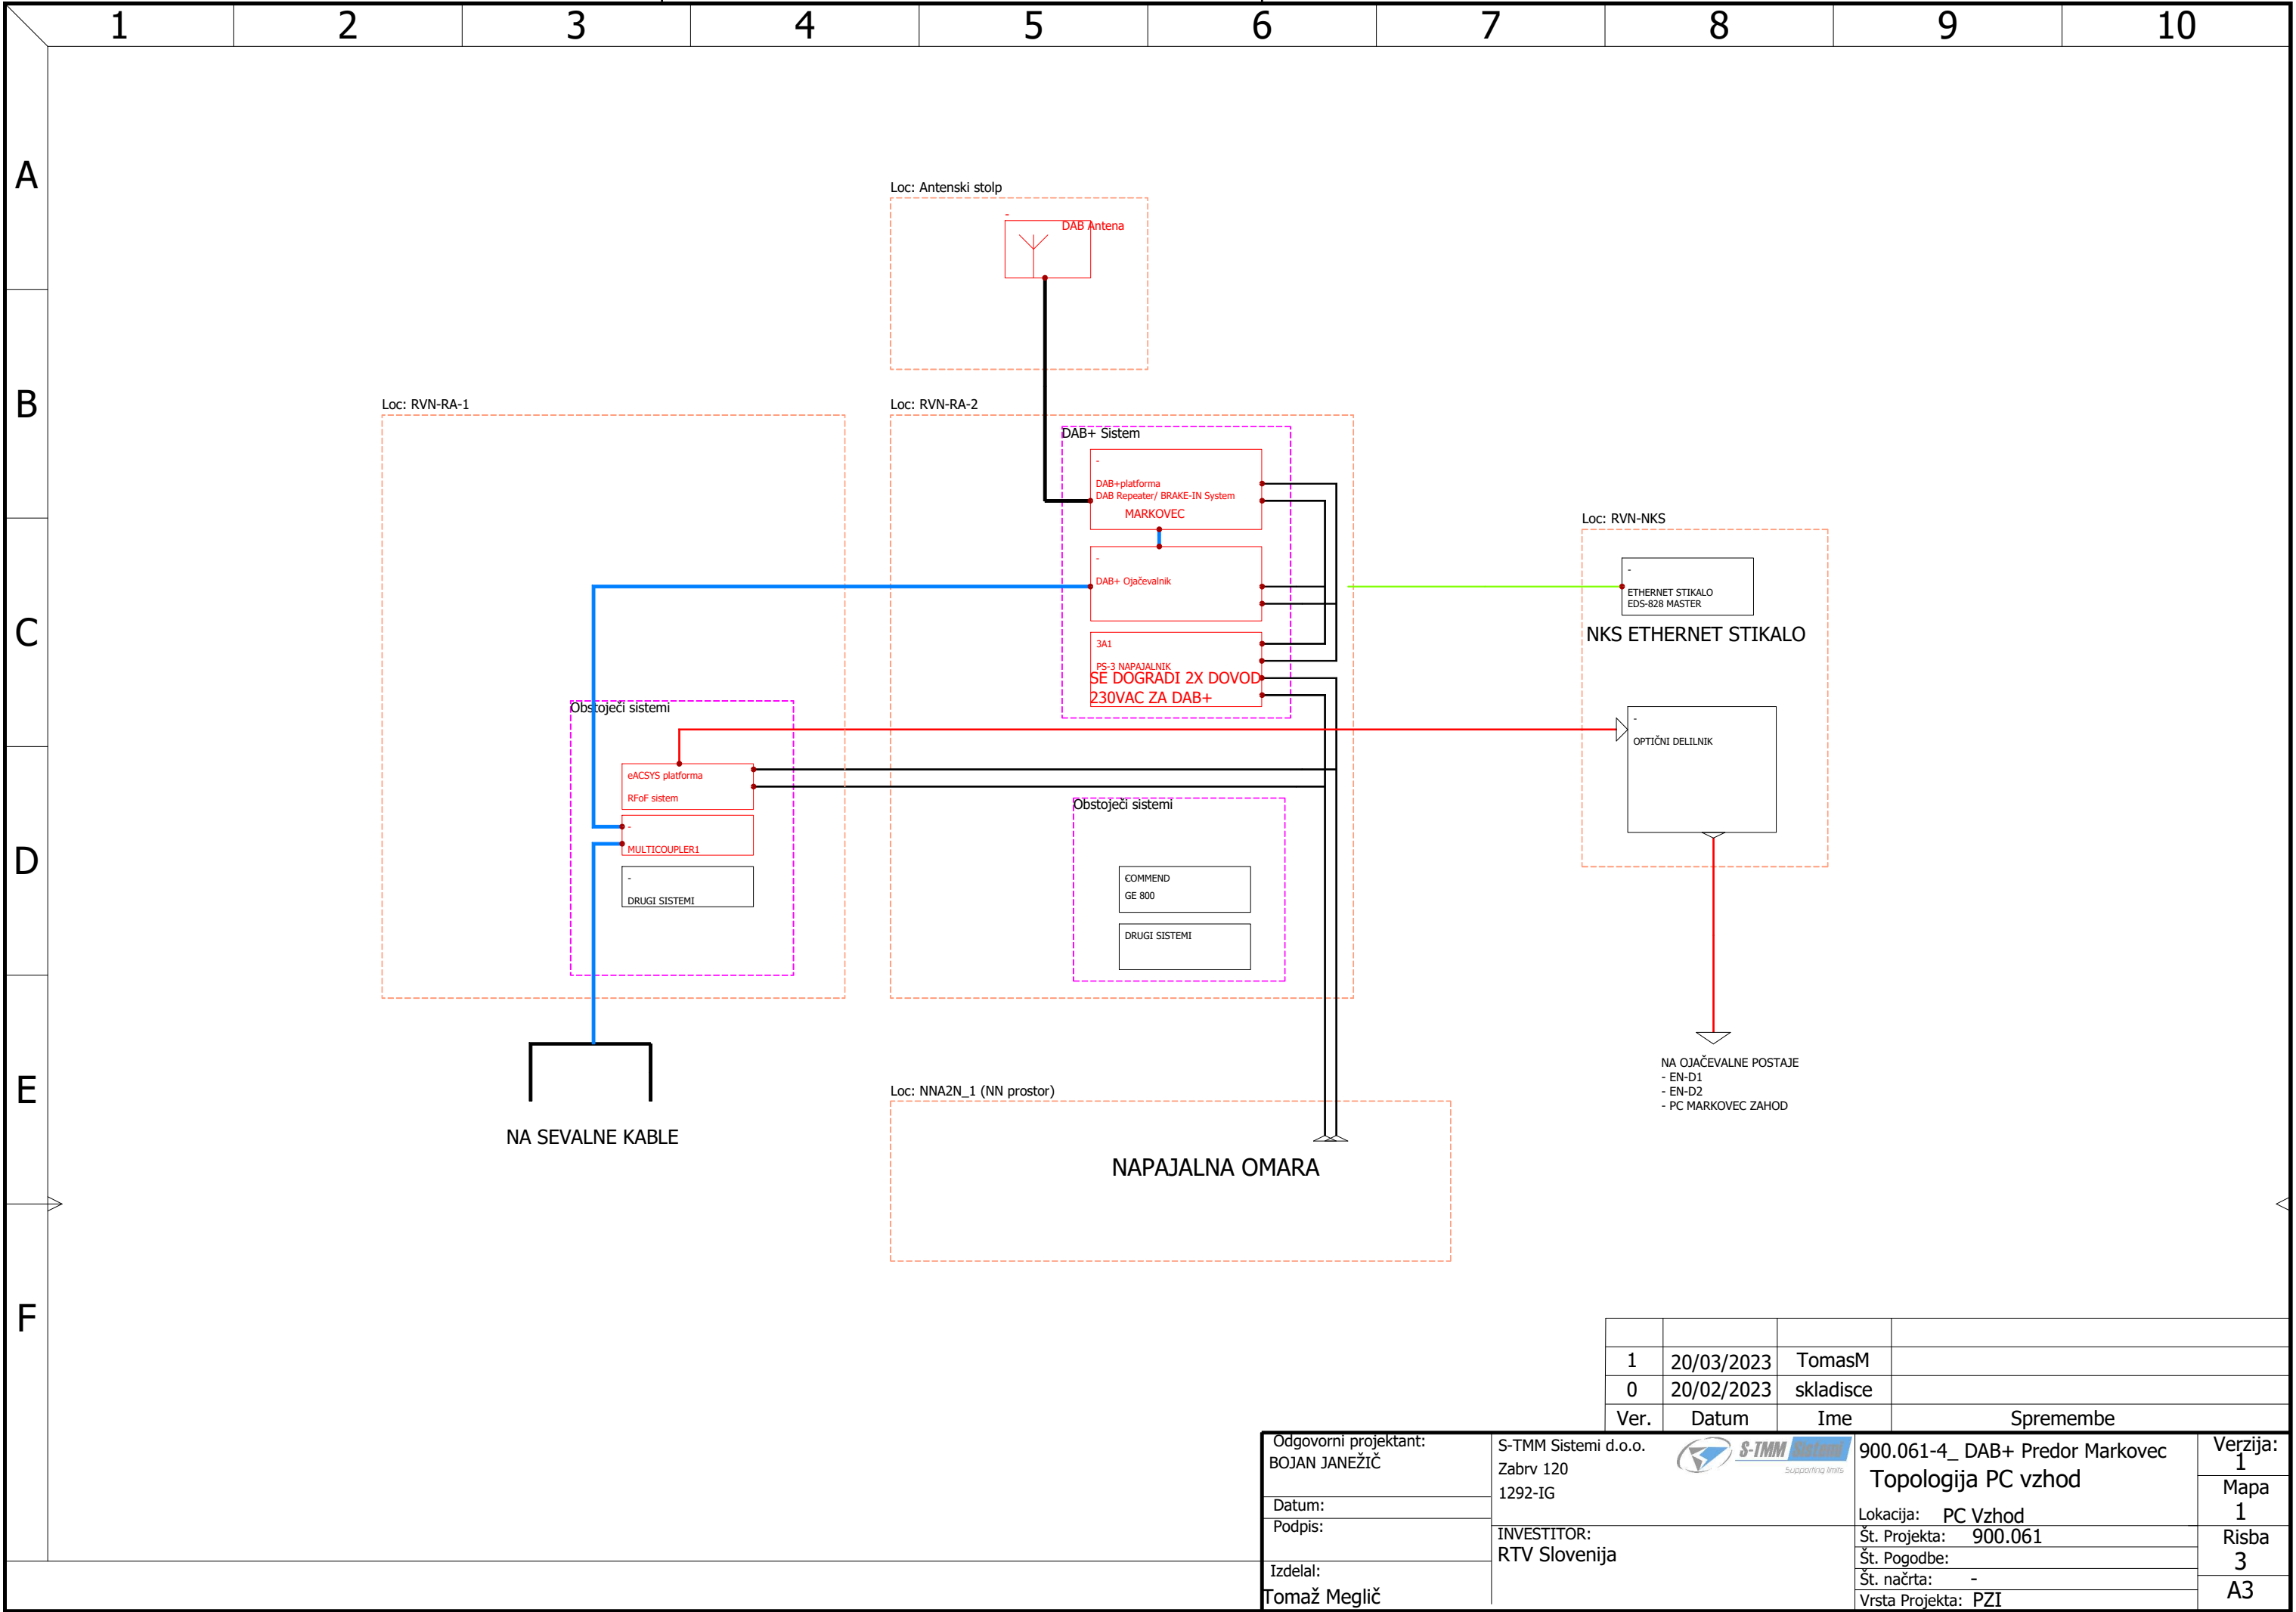 1 2 3 4 5 6 7 8 9 10
A
B
C
D
E
F
Loc: Antenski stolp
-
DAB Antena
Loc: RVN-RA-1
Loc: RVN-RA-2
DAB+ Sistem
-
DAB+platforma
DAB Repeater/ BRAKE-IN System
MARKOVEC
-
DAB+ Ojačevalnik
3A1
PS-3 NAPAJALNIK
SE DOGRADI 2X DOVOD
230VAC ZA DAB+
Loc: RVN-NKS
-
ETHERNET STIKALO
EDS-828 MASTER
NKS ETHERNET STIKALO
-
OPTIČNI DELILNIK
Obstoječi sistemi
eACSYS platforma
RFoF sistem
-
MULTICOUPLER1
-
DRUGI SISTEMI
Obstoječi sistemi
COMMEND
GE 800
DRUGI SISTEMI
NA SEVALNE KABLE
Loc: NNA2N_1 (NN prostor)
NAPAJALNA OMARA
NA OJAČEVALNE POSTAJE
- EN-D1
- EN-D2
- PC MARKOVEC ZAHOD
1 20/03/2023 TomasM
0 20/02/2023 skladisce
Ver. Datum Ime Spremembe
Odgovorni projektant:
BOJAN JANEŽIČ
Datum:
Podpis:
Izdelal:
Tomaž Meglič
S-TMM Sistemi d.o.o.
Zabrv 120
1292-IG
S-TMM Sistemi
Supporting limits
INVESTITOR:
RTV Slovenija
900.061-4_ DAB+ Predor Markovec
Topologija PC vzhod
Lokacija: PC Vzhod
Št. Projekta: 900.061
Št. Pogodbe:
Št. načrta: -
Vrsta Projekta: PZI
Verzija:
1
Mapa
1
Risba
3
A3